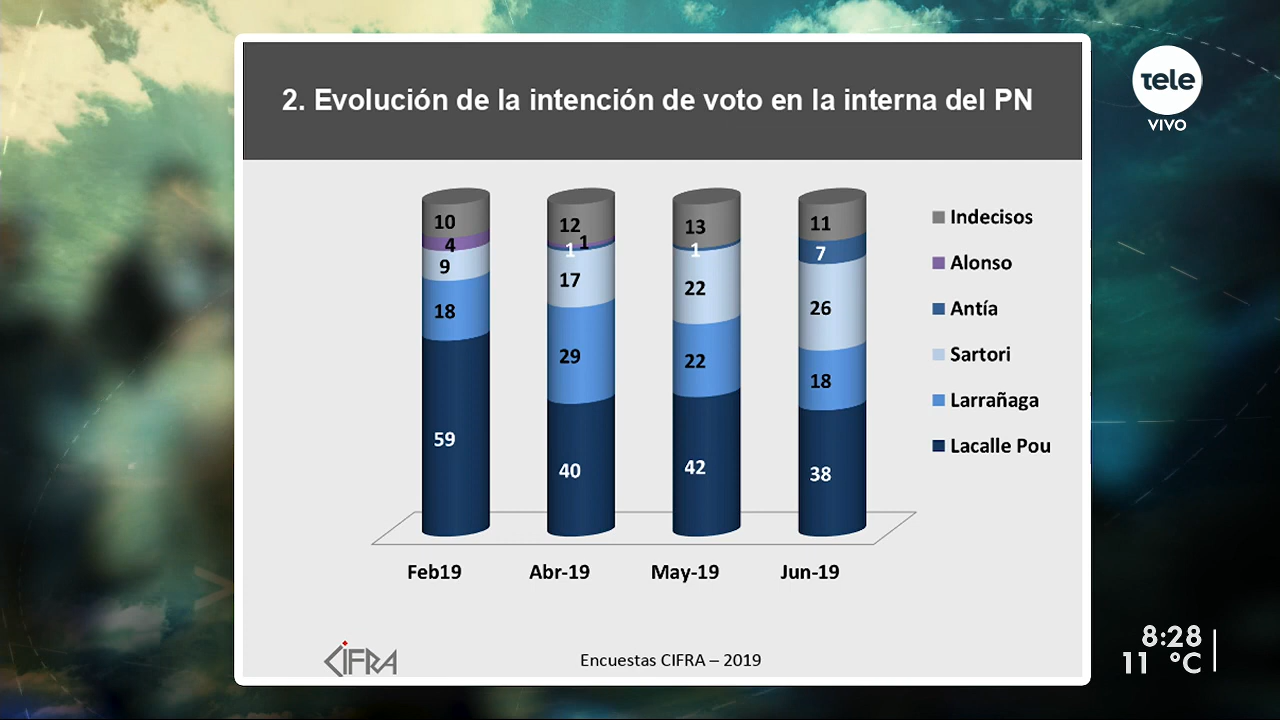 2. Evolución de la intención de voto en la interna del PN
tele
VIVO
10
12
13
11
4
1
1
1
7
9
17
22
26
18
29
22
18
59
40
42
38
Indecisos
Alonso
Antía
Sartori
Larrañaga
Lacalle Pou
Feb19
Abr-19
May-19
Jun-19
CIFRA
Encuestas CIFRA – 2019
8:28
11 °C